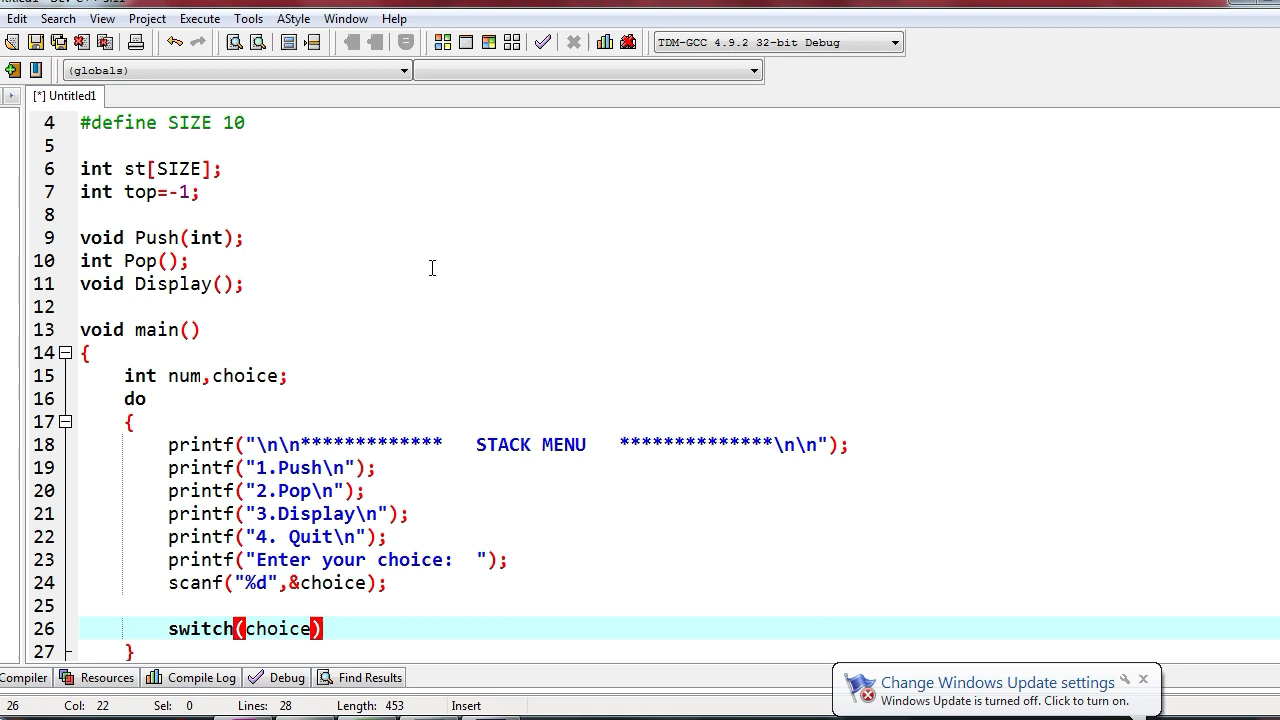 Edit Search View Project Execute Tools AStyle Window Help
TDM-GCC 4.9.2 32-bit Debug
(globals)
[*] Untitled1
4 #define SIZE 10
5
6 int st[SIZE];
7 int top=-1;
8
9 void Push(int);
10 int Pop();
11 void Display();
12
13 void main()
14 {
15 int num,choice;
16 do
17 {
18 printf("\n\n************* STACK MENU **************\n\n");
19 printf("1.Push\n");
20 printf("2.Pop\n");
21 printf("3.Display\n");
22 printf("4. Quit\n");
23 printf("Enter your choice:  ");
24 scanf("%d",&choice);
25
26 switch(choice)
27 }
Compiler Resources Compile Log Debug Find Results
Change Windows Update settings
Windows Update is turned off. Click to turn on.
26 Col: 22 Sel: 0 Lines: 28 Length: 453 Insert